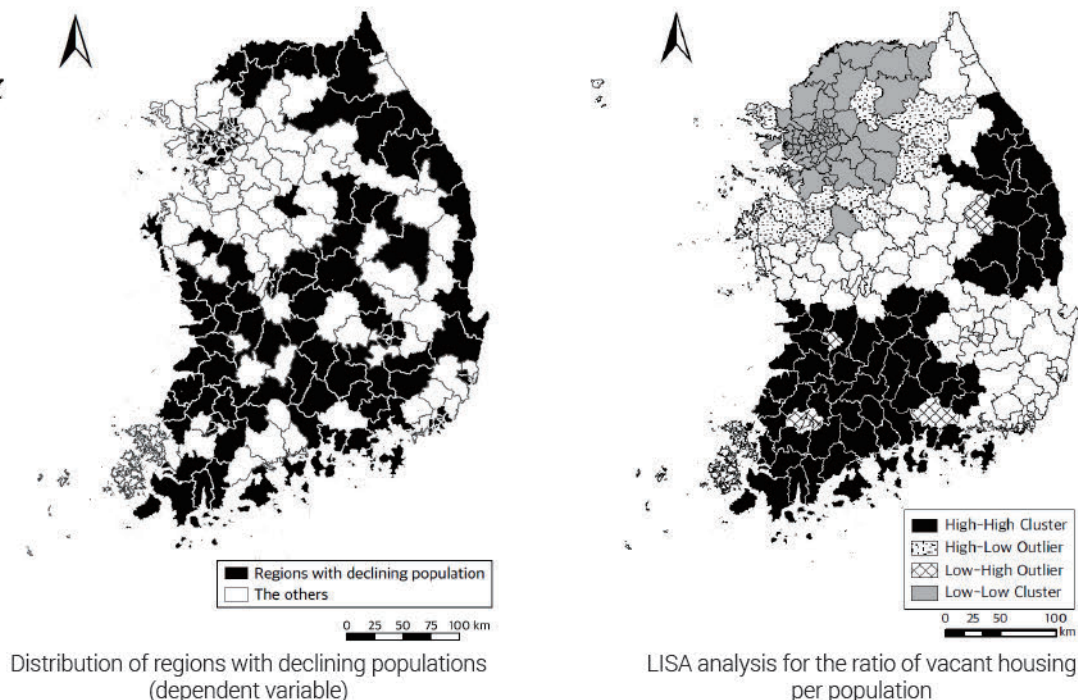 Regions with declining population
The others
0 25 50 75 100 km
Distribution of regions with declining populations
(dependent variable)
High-High Cluster
High-Low Outlier
Low-High Outlier
Low-Low Cluster
0 25 50 100
km
LISA analysis for the ratio of vacant housing
per population